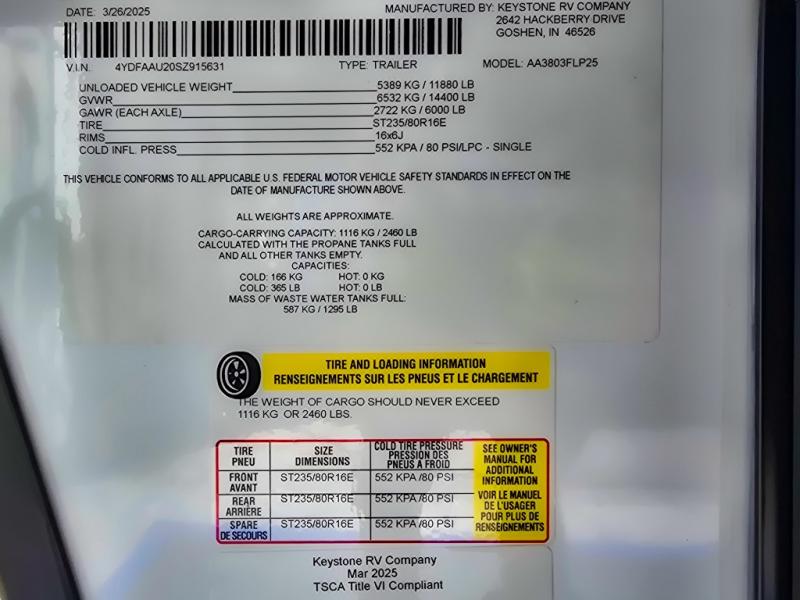 DATE: 3/26/2025 MANUFACTURED BY: KEYSTONE RV COMPANY
2642 HACKBERRY DRIVE
GOSHEN, IN 46526
V.I.N. 4YDFAAU20SZ915631 TYPE: TRAILER MODEL: AA3803FLP25
UNLOADED VEHICLE WEIGHT 5389 KG / 11880 LB
GVWR 6532 KG / 14400 LB
GAWR (EACH AXLE) 2722 KG / 6000 LB
TIRE ST235/80R16E
RIMS 16x6J
COLD INFL. PRESS 552 KPA / 80 PSI/LPC - SINGLE
THIS VEHICLE CONFORMS TO ALL APPLICABLE U.S. FEDERAL MOTOR VEHICLE SAFETY STANDARDS IN EFFECT ON THE
DATE OF MANUFACTURE SHOWN ABOVE.
ALL WEIGHTS ARE APPROXIMATE.
CARGO-CARRYING CAPACITY: 1116 KG / 2460 LB
CALCULATED WITH THE PROPANE TANKS FULL
AND ALL OTHER TANKS EMPTY.
CAPACITIES:
COLD: 166 KG HOT: 0 KG
COLD: 365 LB HOT: 0 LB
MASS OF WASTE WATER TANKS FULL:
587 KG / 1295 LB
TIRE AND LOADING INFORMATION
RENSEIGNEMENTS SUR LES PNEUS ET LE CHARGEMENT
THE WEIGHT OF CARGO SHOULD NEVER EXCEED
1116 KG OR 2460 LBS.
TIRE
PNEU
SIZE
DIMENSIONS
COLD TIRE PRESSURE
PRESSION DES
PNEUS A FROID
FRONT
AVANT
ST235/80R16E 552 KPA /80 PSI
REAR
ARRIÈRE
ST235/80R16E 552 KPA /80 PSI
SPARE
DE SECOURS
ST235/80R16E 552 KPA /80 PSI
SEE OWNER'S
MANUAL FOR
ADDITIONAL
INFORMATION
VOIR LE MANUEL
DE L'USAGER
POUR PLUS DE
RENSEIGNEMENTS
Keystone RV Company
Mar 2025
TSCA Title VI Compliant